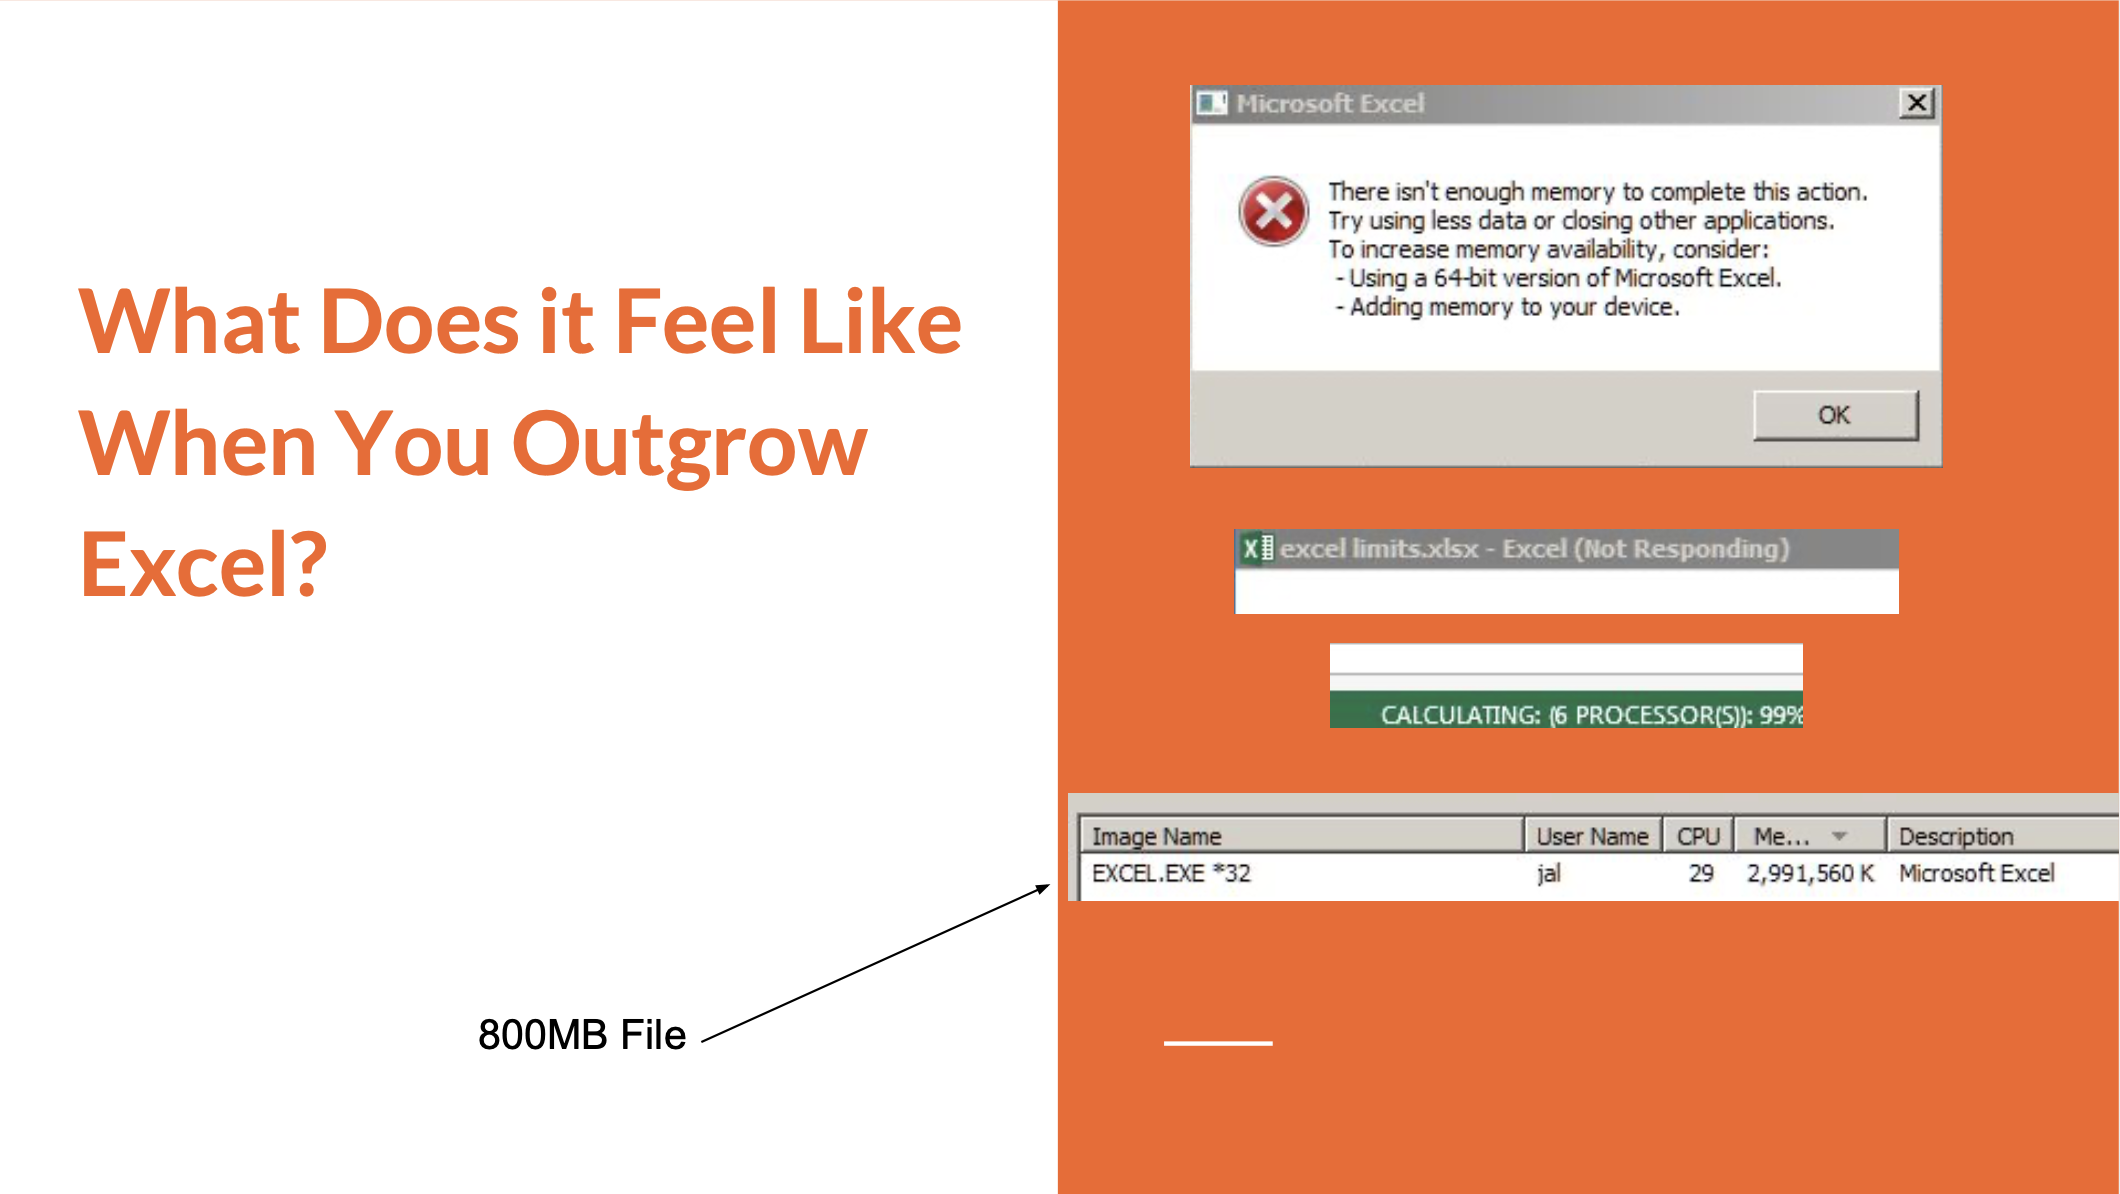 What Does it Feel Like
When You Outgrow
Excel?
800MB File
Microsoft Excel
There isn't enough memory to complete this action.
Try using less data or closing other applications.
To increase memory availability, consider:
- Using a 64-bit version of Microsoft Excel.
- Adding memory to your device.
OK
excel limits.xlsx - Excel (Not Responding)
CALCULATING: (6 PROCESSOR(S)): 99%
Image Name User Name CPU Me... Description
EXCEL.EXE *32 jal 29 2,991,560 K Microsoft Excel